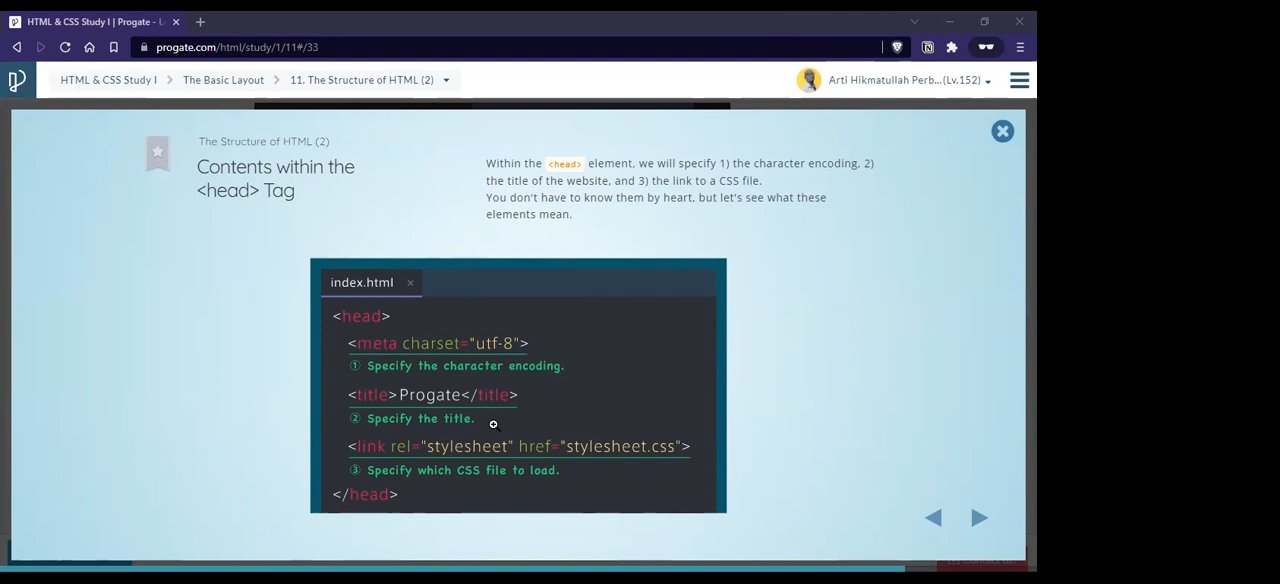 HTML & CSS Study I | Progate - L
progate.com/html/study/1/11#/33
HTML & CSS Study I
The Basic Layout
11. The Structure of HTML (2)
Arti Hikmatullah Perb...(Lv.152)
The Structure of HTML (2)
Contents within the
<head> Tag
Within the <head> element, we will specify 1) the character encoding. 2)
the title of the website, and 3) the link to a CSS file.
You don't have to know them by heart, but let's see what these
elements mean.
index.html
<head>
<meta charset="utf-8">
① Specify the character encoding.
<title>Progate</title>
② Specify the title.
<link rel="stylesheet" href="stylesheet.css">
③ Specify which CSS file to load.
</head>